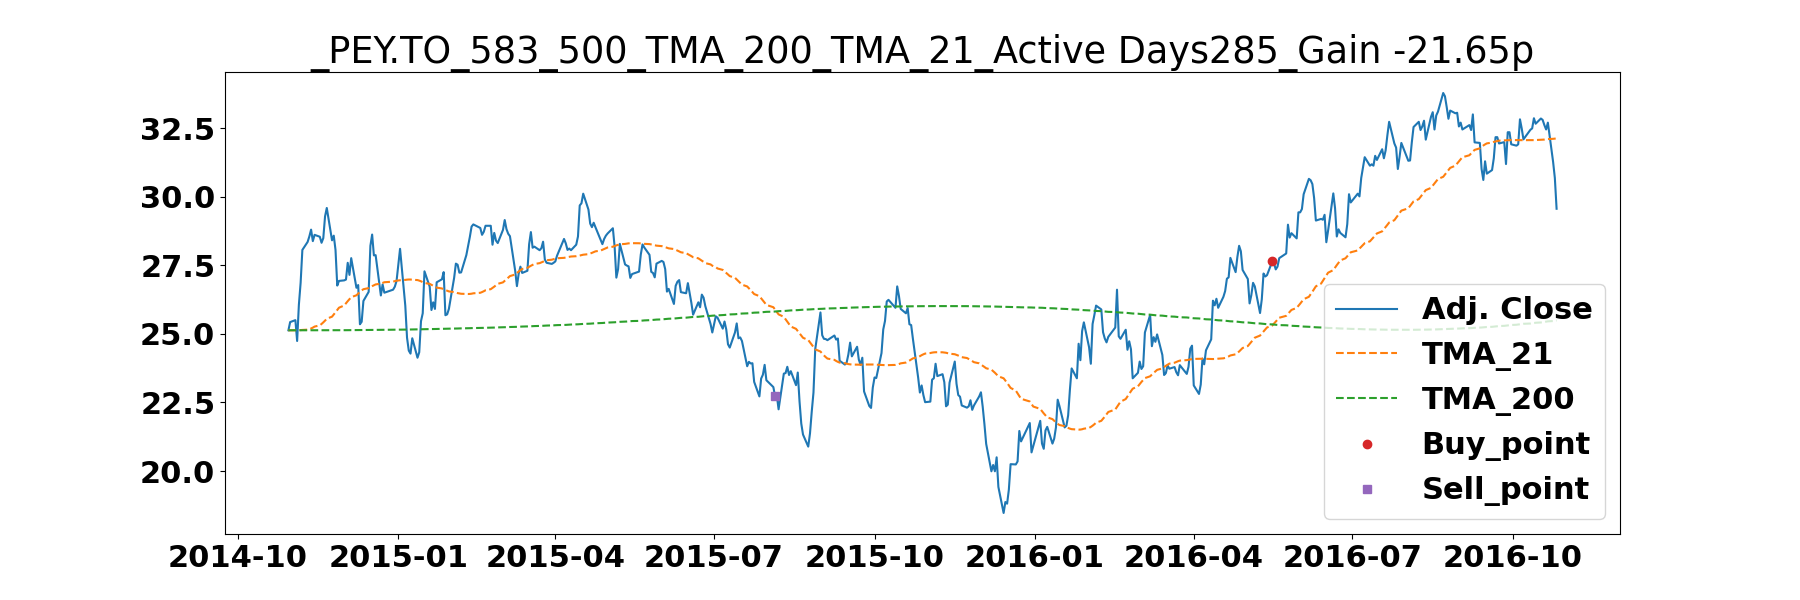 _PEY.TO_583_500_TMA_200_TMA_21_Active Days285_Gain -21.65p
32.5
30.0
27.5
25.0
22.5
20.0
Adj. Close
TMA_21
TMA_200
Buy_point
Sell_point
2014-10 2015-01 2015-04 2015-07 2015-10 2016-01 2016-04 2016-07 2016-10